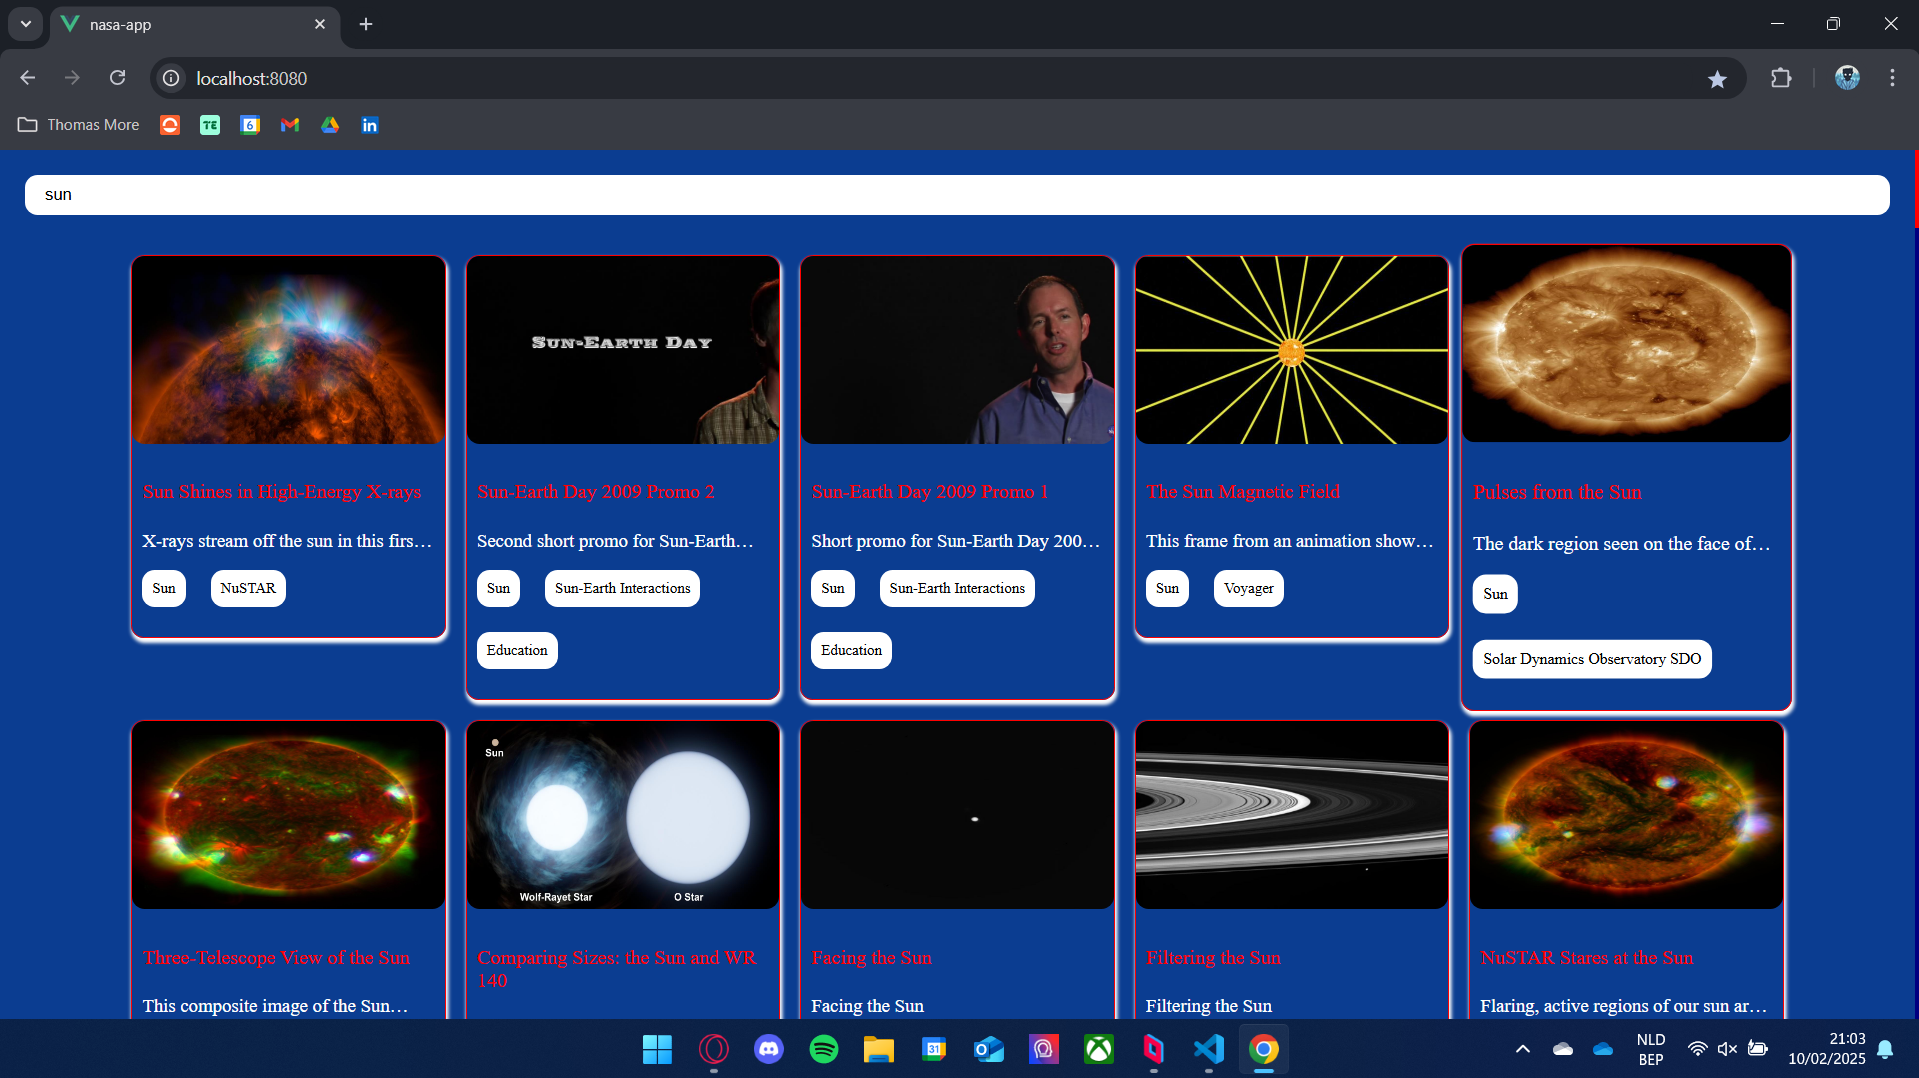 nasa-app
localhost:8080
Thomas More
TE
6
in
sun
SUN-EARTH DAY
Sun Shines in High-Energy X-rays
X-rays stream off the sun in this firs…
Sun
NuSTAR
Sun-Earth Day 2009 Promo 2
Second short promo for Sun-Earth…
Sun
Sun-Earth Interactions
Education
Sun-Earth Day 2009 Promo 1
Short promo for Sun-Earth Day 200…
Sun
Sun-Earth Interactions
Education
The Sun Magnetic Field
This frame from an animation show…
Sun
Voyager
Pulses from the Sun
The dark region seen on the face of…
Sun
Solar Dynamics Observatory SDO
Three-Telescope View of the Sun
This composite image of the Sun…
Sun
Wolf-Rayet Star
O Star
Comparing Sizes: the Sun and WR
140
Facing the Sun
Facing the Sun
Filtering the Sun
Filtering the Sun
NuSTAR Stares at the Sun
Flaring, active regions of our sun ar…
31
NLD
BEP
21:03
10/02/2025